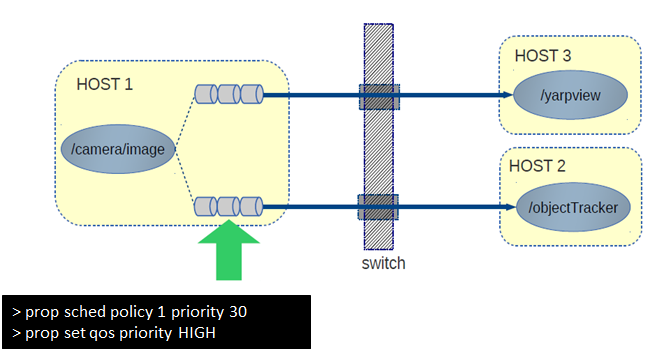 HOST 1
/camera/image
HOST 3
/yarpview
HOST 2
/objectTracker
switch
> prop sched policy 1 priority 30
> prop set qos priority HIGH